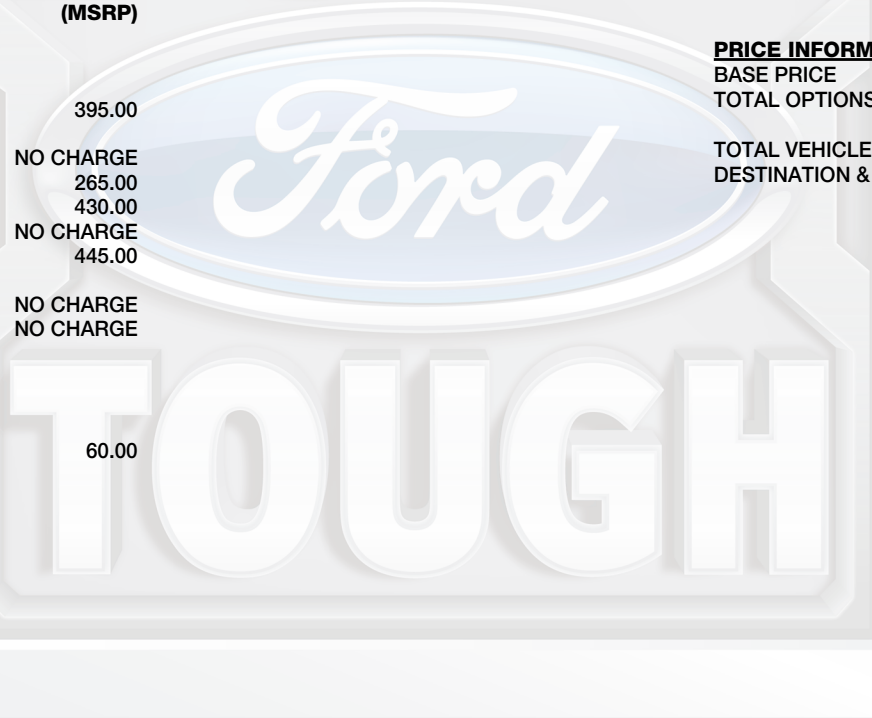 (MSRP)
395.00
NO CHARGE
265.00
430.00
NO CHARGE
445.00
NO CHARGE
NO CHARGE
60.00
PRICE INFORM
BASE PRICE
TOTAL OPTIONS
TOTAL VEHICLE
DESTINATION &
Ford
TOUGH